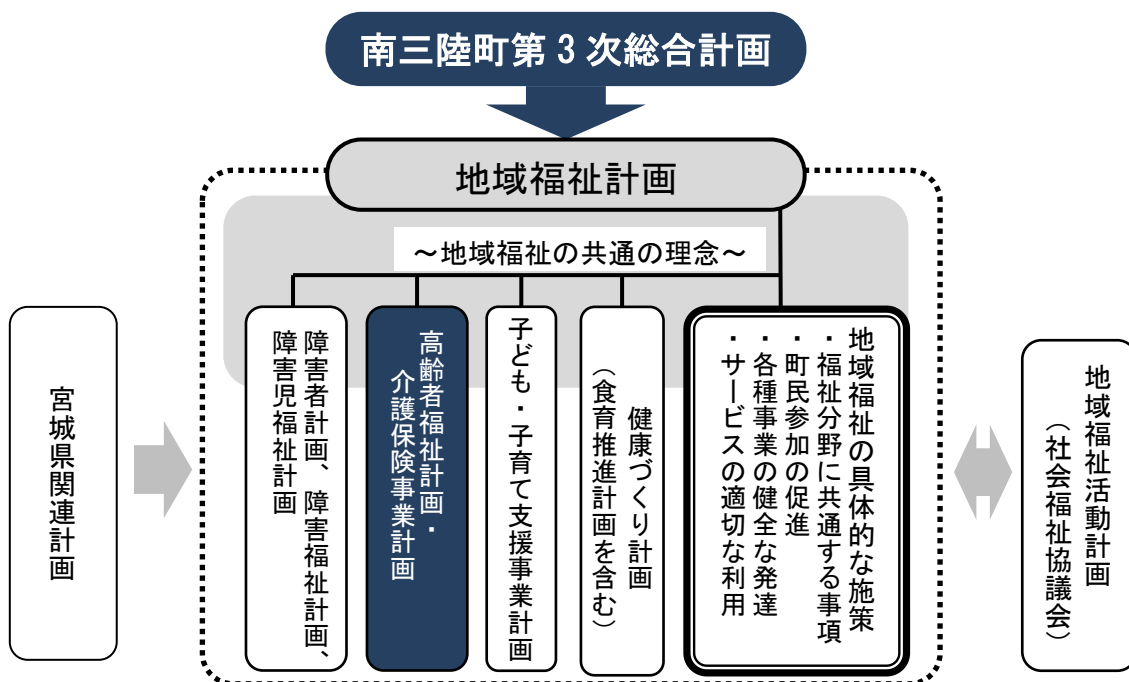 南三陸町第３次総合計画
地域福祉計画
～地域福祉の共通の理念～
宮城県関連計画
障害者計画、障害福祉計画、
障害児福祉計画
高齢者福祉計画・
介護保険事業計画
子ども・子育て支援事業計画
健康づくり計画
（食育推進計画を含む）
地域福祉の具体的な施策
・福祉分野に共通する事項
・町民参加の促進
・各種事業の健全な発達
・サービスの適切な利用
地域福祉活動計画
（社会福祉協議会）